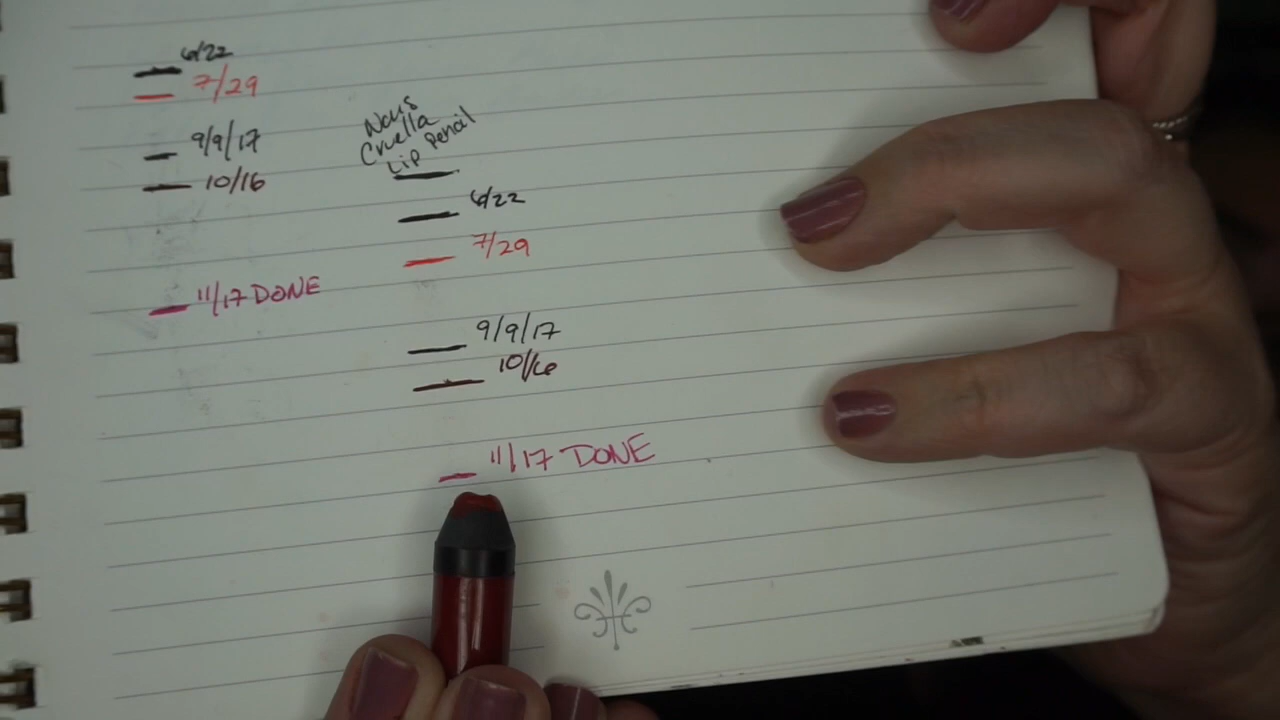 6/22
7/29
9/9/17
10/16
11/17 DONE
Nars
Cruella
Lip Pencil
6/22
7/29
9/9/17
10/16
11/17 DONE